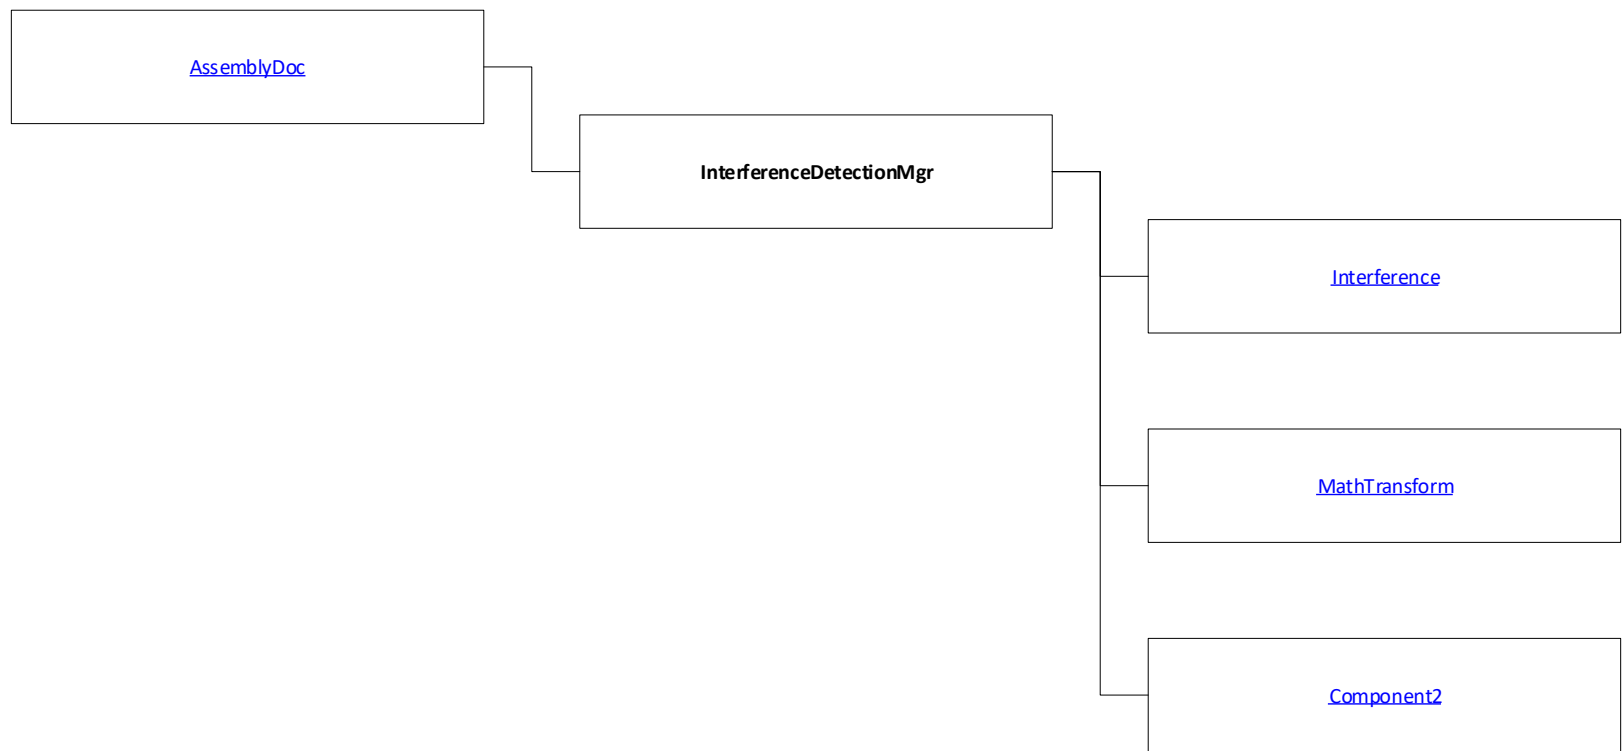 AssemblyDoc
InterferenceDetectionMgr
Interference
MathTransform
Component2